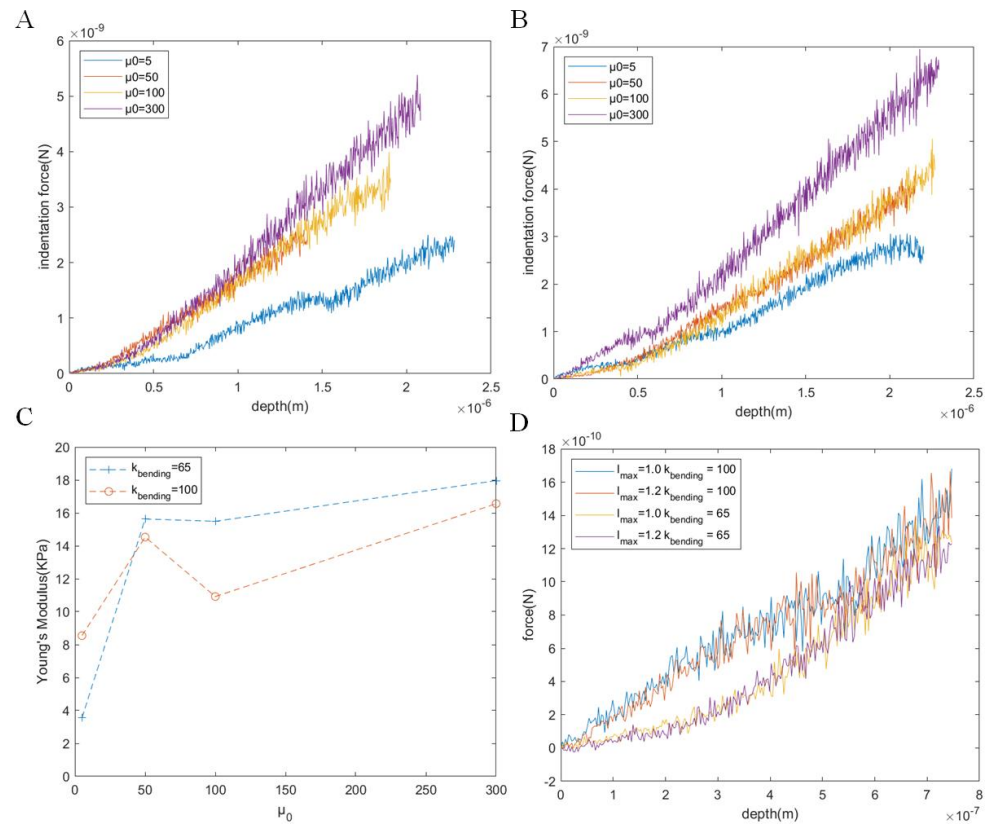 A
×10^-9
6
5
4
3
2
1
0
indentation force(N)
μ0=5
μ0=50
μ0=100
μ0=300
0 0.5 1 1.5 2 2.5
depth(m)
×10^-6
B
×10^-9
7
6
5
4
3
2
1
0
indentation force(N)
μ0=5
μ0=50
μ0=100
μ0=300
0 0.5 1 1.5 2 2.5
depth(m)
×10^-6
C
20
18
16
14
12
10
8
6
4
2
0
Young's Modulus(KPa)
k_bending=65
k_bending=100
0 50 100 150 200 250 300
μ_0
D
×10^-10
8
16
14
12
10
8
6
4
2
0
-2
force(N)
l_max=1.0 k_bending = 100
l_max=1.2 k_bending = 100
l_max=1.0 k_bending = 65
l_max=1.2 k_bending = 65
0 1 2 3 4 5 6 7 8
depth(m)
×10^-7